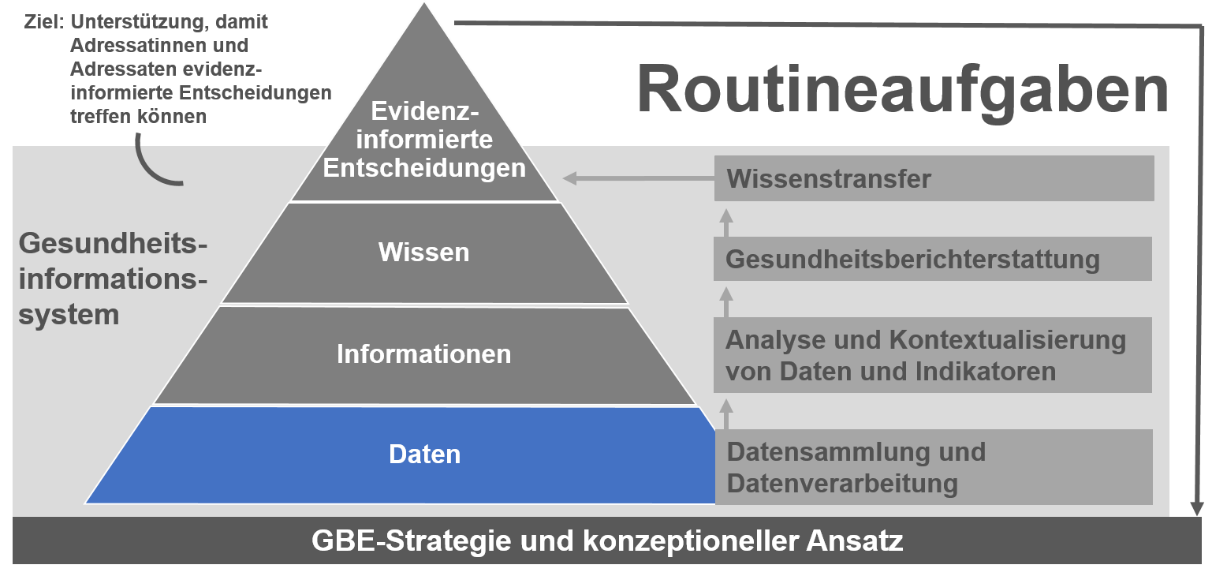 Ziel: Unterstützung, damit
Adressatinnen und
Adressaten evidenz-
informierte Entscheidungen
treffen können
Routineaufgaben
Gesundheits-
informations-
system
Evidenz-
informierte
Entscheidungen
Wissen
Informationen
Daten
Wissenstransfer
Gesundheitsberichterstattung
Analyse und Kontextualisierung
von Daten und Indikatoren
Datensammlung und
Datenverarbeitung
GBE-Strategie und konzeptioneller Ansatz